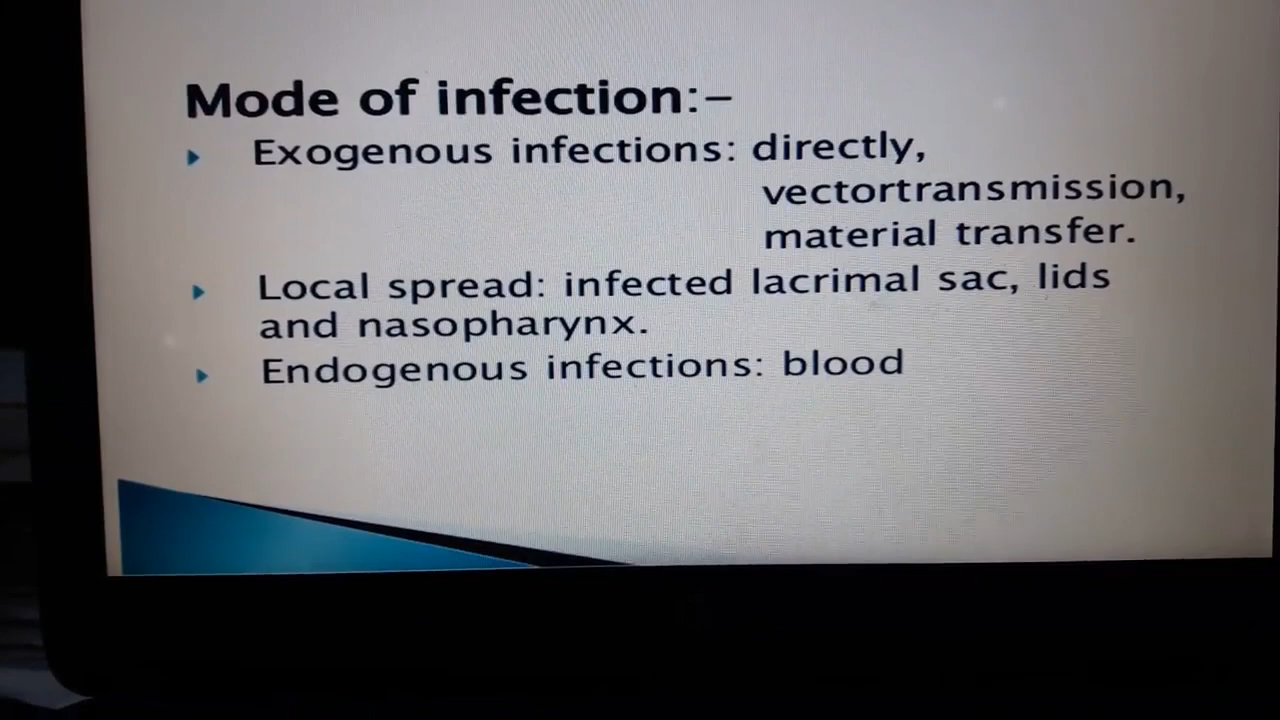 Mode of infection:–
Exogenous infections: directly,
vectortransmission,
material transfer.
Local spread: infected lacrimal sac, lids
and nasopharynx.
Endogenous infections: blood